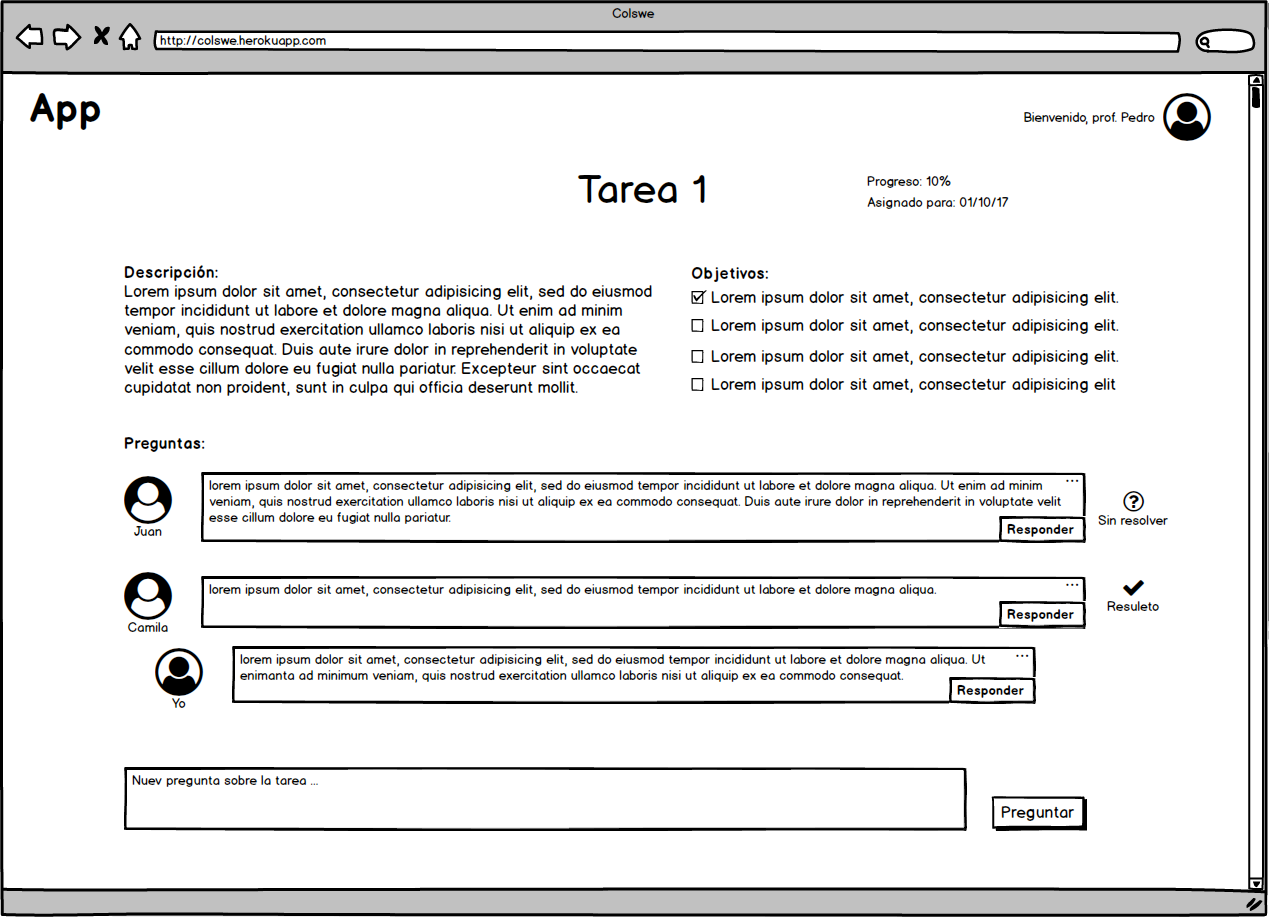 Colswe
http://colswe.herokuapp.com
App
Bienvenido, prof. Pedro
Tarea 1
Progreso: 10%
Asignado para: 01/10/17
Descripción:
Lorem ipsum dolor sit amet, consectetur adipisicing elit, sed do eiusmod
tempor incididunt ut labore et dolore magna aliqua. Ut enim ad minim
veniam, quis nostrud exercitation ullamco laboris nisi ut aliquip ex ea
commodo consequat. Duis aute irure dolor in reprehenderit in voluptate
velit esse cillum dolore eu fugiat nulla pariatur. Excepteur sint occaecat
cupidatat non proident, sunt in culpa qui officia deserunt mollit.
Objetivos:
Lorem ipsum dolor sit amet, consectetur adipisicing elit.
Lorem ipsum dolor sit amet, consectetur adipisicing elit.
Lorem ipsum dolor sit amet, consectetur adipisicing elit.
Lorem ipsum dolor sit amet, consectetur adipisicing elit
Preguntas:
Juan
lorem ipsum dolor sit amet, consectetur adipisicing elit, sed do eiusmod tempor incididunt ut labore et dolore magna aliqua. Ut enim ad minim
veniam, quis nostrud exercitation ullamco laboris nisi ut aliquip ex ea commodo consequat. Duis aute irure dolor in reprehenderit in voluptate velit
esse cillum dolore eu fugiat nulla pariatur.
...
Responder
?
Sin resolver
Camila
lorem ipsum dolor sit amet, consectetur adipisicing elit, sed do eiusmod tempor incididunt ut labore et dolore magna aliqua.
...
Responder
Resuleto
Yo
lorem ipsum dolor sit amet, consectetur adipisicing elit, sed do eiusmod tempor incididunt ut labore et dolore magna aliqua. Ut
enimanta ad minimum veniam, quis nostrud exercitation ullamco laboris nisi ut aliquip ex ea commodo consequat.
...
Responder
Nuev pregunta sobre la tarea ...
Preguntar